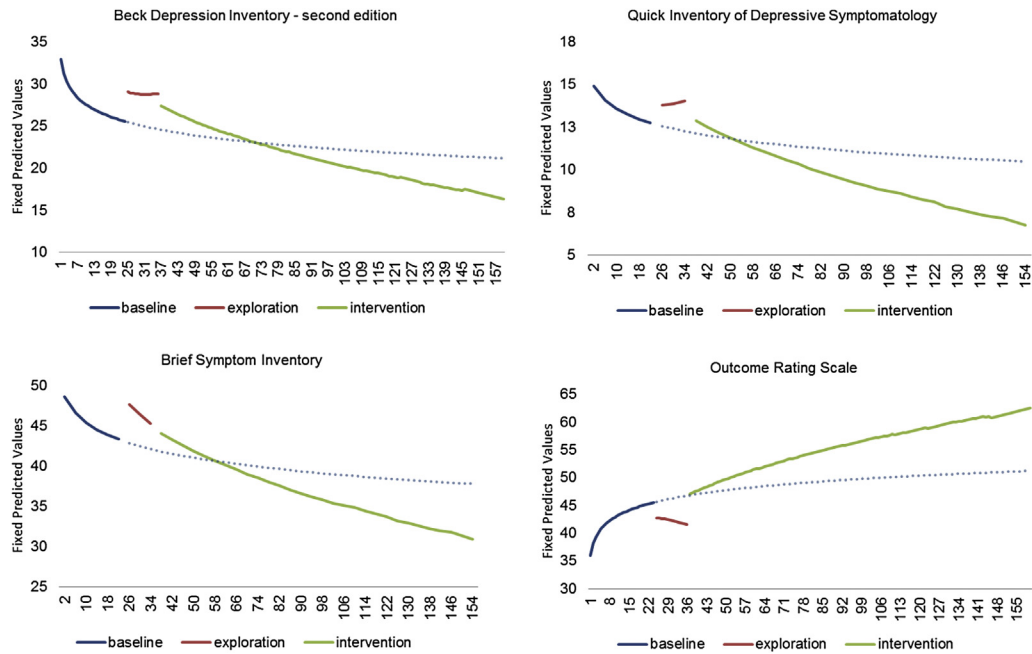 Beck Depression Inventory - second edition
Fixed Predicted Values
35
30
25
20
15
10
1 7 13 19 25 31 37 43 49 55 61 67 73 79 85 91 97 103 109 115 121 127 133 139 145 151 157
baseline exploration intervention
Quick Inventory of Depressive Symptomatology
Fixed Predicted Values
18
15
13
10
8
5
2 10 18 26 34 42 50 58 66 74 82 90 98 106 114 122 130 138 146 154
baseline exploration intervention
Brief Symptom Inventory
Fixed Predicted Values
50
45
40
35
30
25
2 10 18 26 34 42 50 58 66 74 82 90 98 106 114 122 130 138 146 154
baseline exploration intervention
Outcome Rating Scale
Fixed Predicted Values
65
60
55
50
45
40
35
30
1 8 15 22 29 36 43 50 57 64 71 78 85 92 99 106 113 120 127 134 141 148 155
baseline exploration intervention